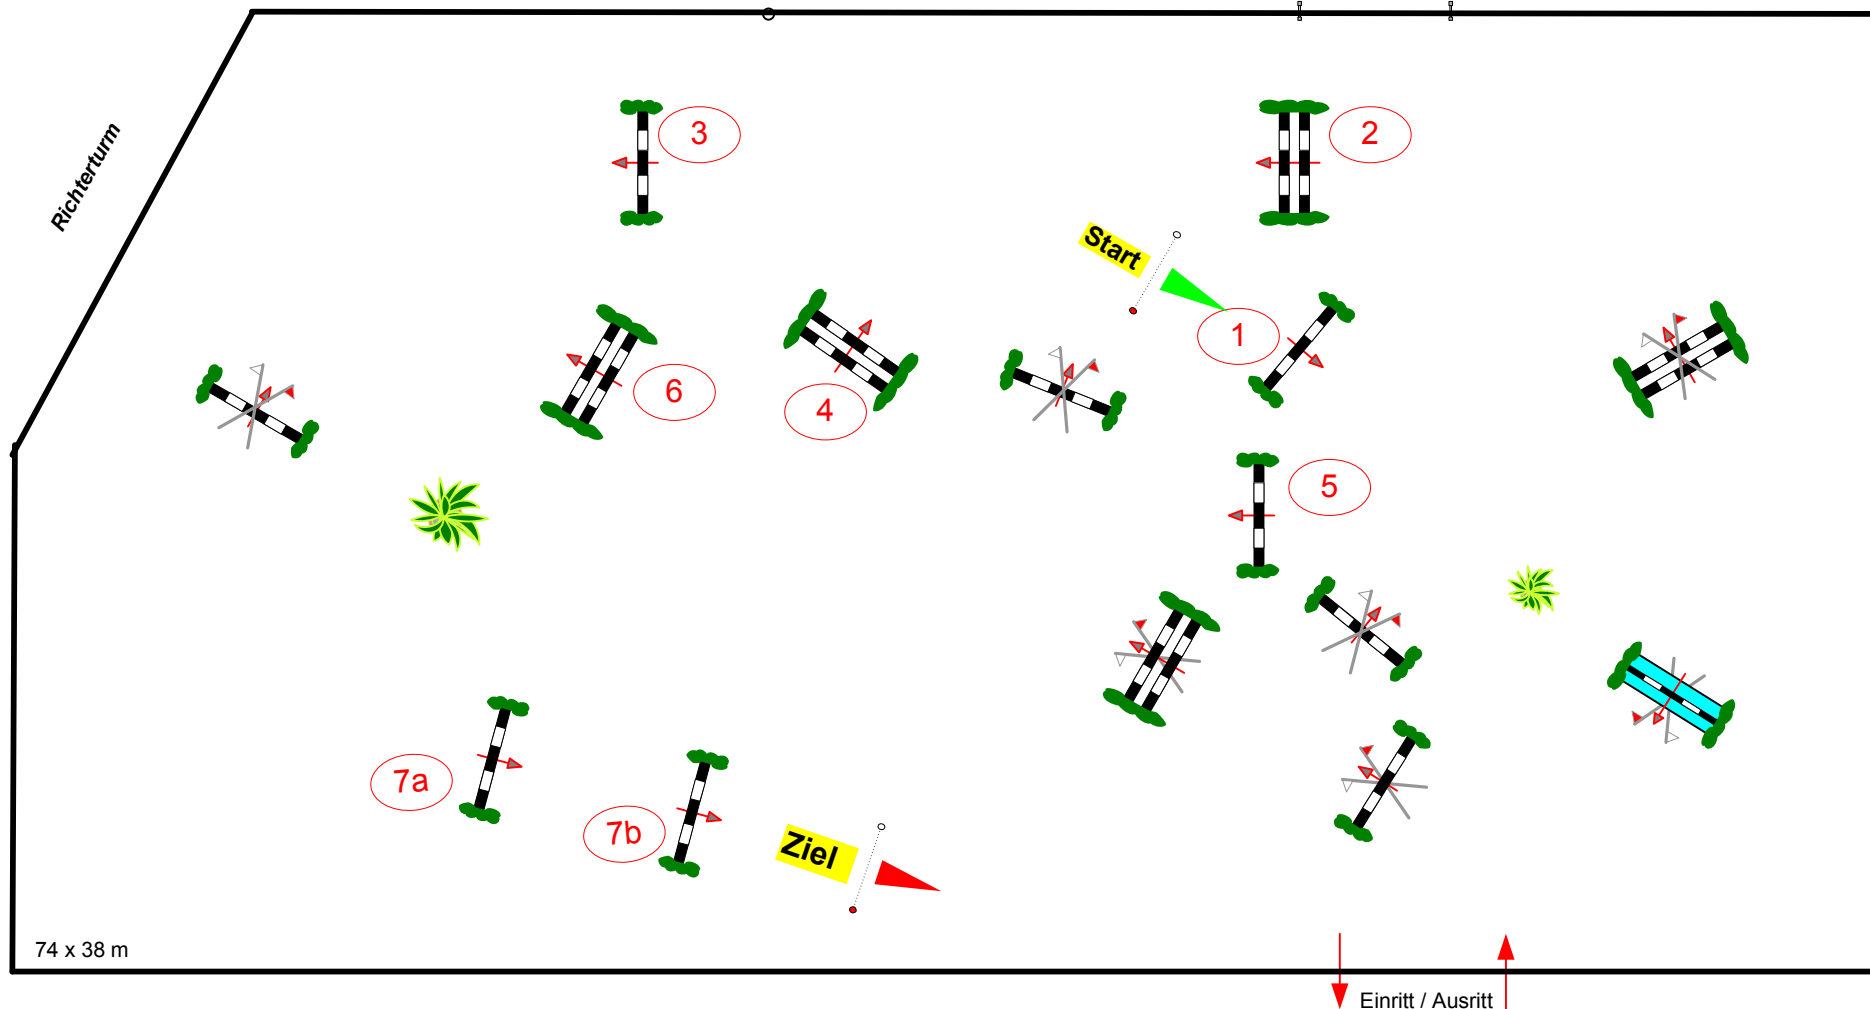 Richterturm
3
2
Start
1
6
4
5
7a
7b
Ziel
74 x 38 m
Einritt / Ausritt